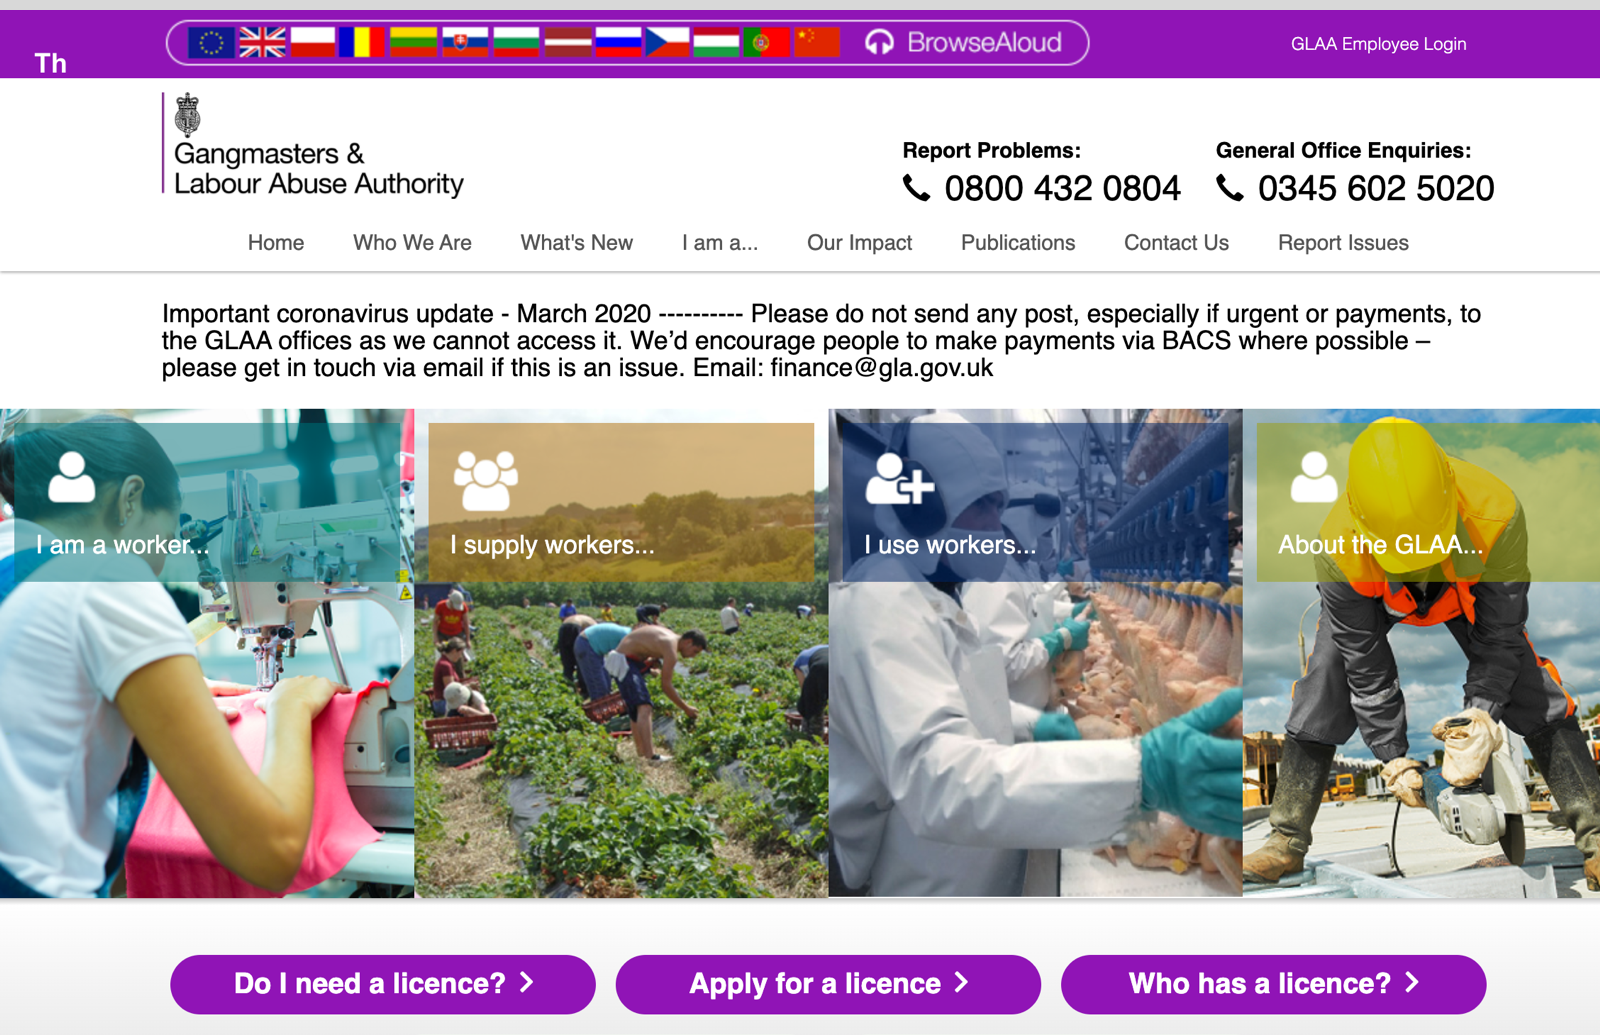 Th
BrowseAloud
GLAA Employee Login
Gangmasters &
Labour Abuse Authority
Report Problems:
0800 432 0804
General Office Enquiries:
0345 602 5020
Home
Who We Are
What's New
I am a...
Our Impact
Publications
Contact Us
Report Issues
Important coronavirus update - March 2020 ---------- Please do not send any post, especially if urgent or payments, to
the GLAA offices as we cannot access it. We’d encourage people to make payments via BACS where possible –
please get in touch via email if this is an issue. Email: finance@gla.gov.uk
I am a worker...
I supply workers...
I use workers...
About the GLAA...
Do I need a licence?
Apply for a licence
Who has a licence?